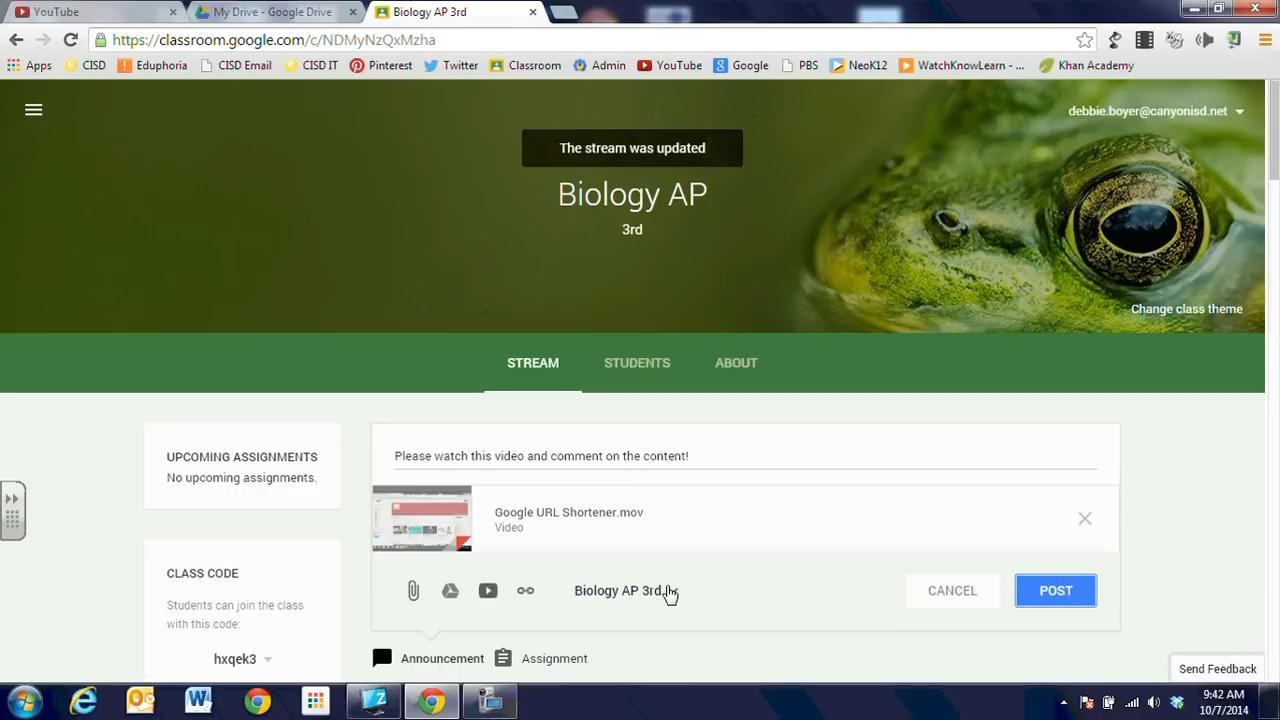 YouTube
My Drive - Google Drive
Biology AP 3rd
https://classroom.google.com/c/NDMyNzQxMzha
Apps CISD Eduphoria CISD Email CISD IT Pinterest Twitter Classroom Admin YouTube Google PBS NeoK12 WatchKnowLearn - ... Khan Academy
debbie.boyer@canyonisd.net
The stream was updated
Biology AP
3rd
Change class theme
STREAM STUDENTS ABOUT
UPCOMING ASSIGNMENTS
No upcoming assignments.
Please watch this video and comment on the content!
Google URL Shortener.mov
Video
CLASS CODE
Students can join the class
with this code:
hxqek3
Biology AP 3rd
CANCEL
POST
Announcement
Assignment
Send Feedback
9:42 AM
10/7/2014